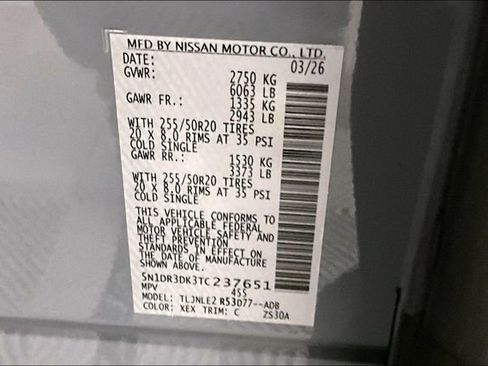 MFD BY NISSAN MOTOR CO., LTD.
DATE: 03/26
GVWR: 2750 KG
6063 LB
GAWR FR.: 1335 KG
2943 LB
WITH 255/50R20 TIRES
20 X 8.0 RIMS AT 35 PSI
COLD SINGLE
GAWR RR.: 1530 KG
3373 LB
WITH 255/50R20 TIRES
20 X 8.0 RIMS AT 35 PSI
COLD SINGLE
THIS VEHICLE CONFORMS TO
ALL APPLICABLE FEDERAL
MOTOR VEHICLE SAFETY AND
THEFT PREVENTION
STANDARDS IN EFFECT ON
THE DATE OF MANUFACTURE
SHOWN ABOVE.
5N1DR3DK3TC237651
MPV 455
MODEL: TLJNLE2 R53D77--ADB
COLOR: XEX TRIM: C ZS30A